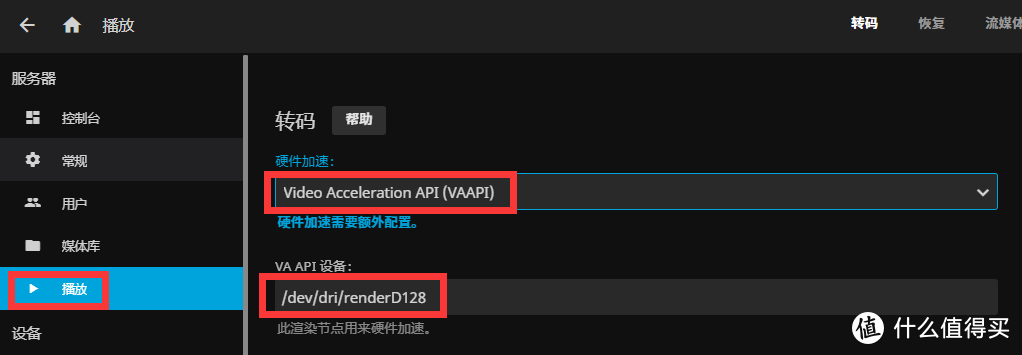 播放
转码
恢复
流媒体
服务器
控制台
常规
用户
媒体库
播放
设备
转码
帮助
硬件加速:
Video Acceleration API (VAAPI)
硬件加速需要额外配置。
VA API 设备:
/dev/dri/renderD128
此渲染节点用来硬件加速。
值 什么值得买